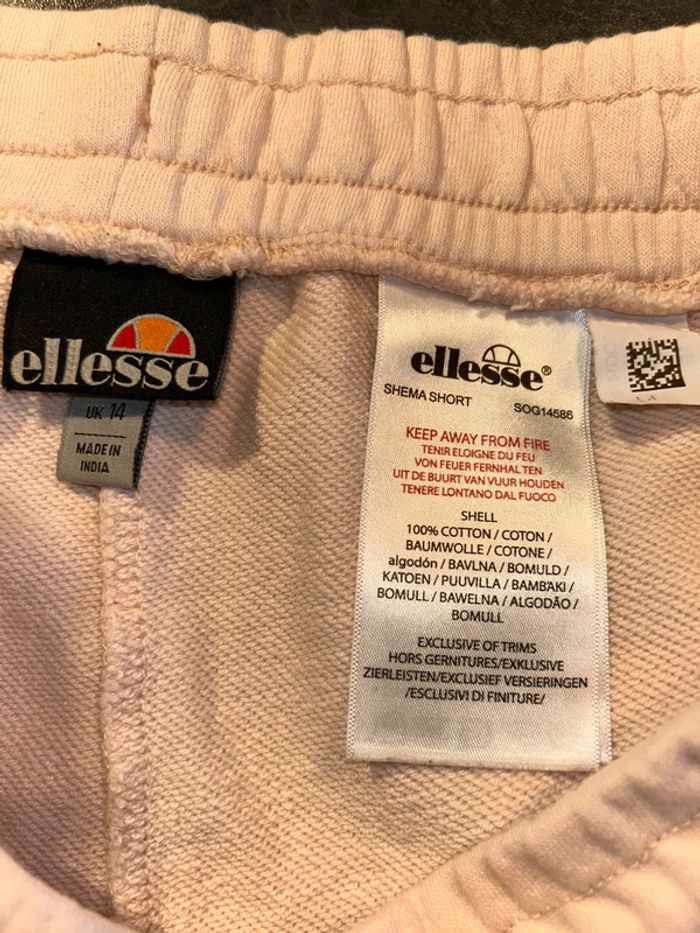 ellesse
UK 14
MADE IN
INDIA
ellesse®
SHEMA SHORT
SOG14586
KEEP AWAY FROM FIRE
TENIR ELOIGNE DU FEU
VON FEUER FERNHAL TEN
UIT DE BUURT VAN VUUR HOUDEN
TENERE LONTANO DAL FUOCO
SHELL
100% COTTON / COTON /
BAUMWOLLE / COTONE /
algodón / BAVLNA / BOMULD /
KATOEN / PUUVILLA / BAMBAKI /
BOMULL / BAWELNA / ALGODÃO /
BOMULL
EXCLUSIVE OF TRIMS
HORS GERNITURES/EXKLUSIVE
ZIERLEISTEN/EXCLUSIEF VERSIERINGEN
/ESCLUSIVI DI FINITURE/